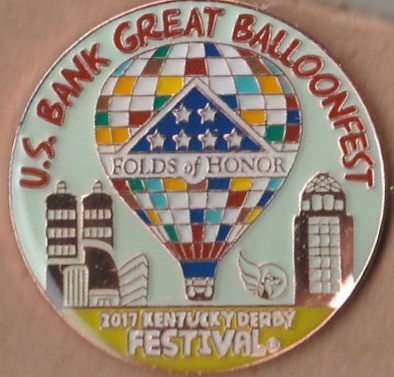 U.S. BANK GREAT BALLOONFEST
FOLDS of HONOR
2017 KENTUCKY DERBY
FESTIVAL®